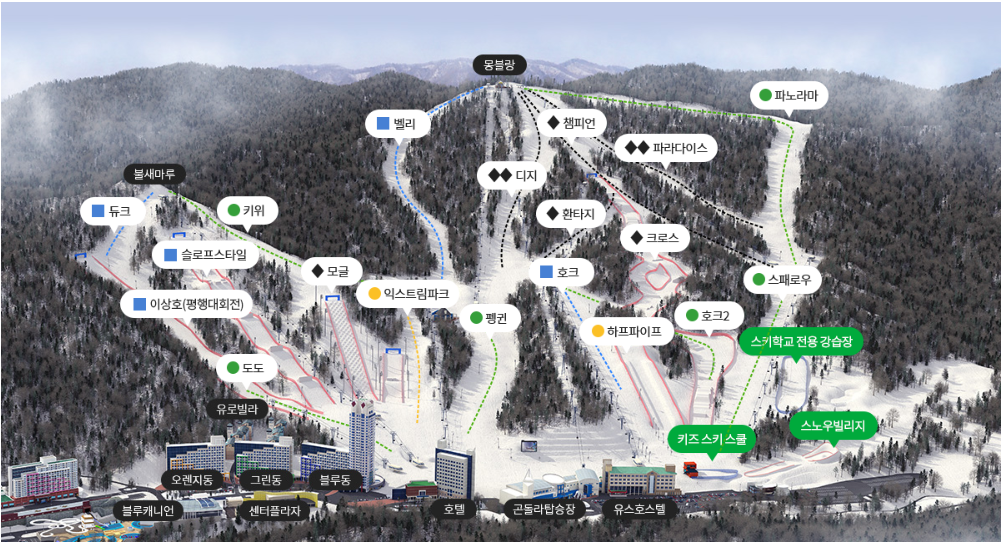 몽블랑
파노라마
벨리
챔피언
파라다이스
불새마루
디지
듀크
키위
환타지
크로스
슬로프스타일
모글
호크
스패로우
이상호(평행대회전)
익스트림파크
펭귄
하프파이프
호크2
스키학교 전용 강습장
도도
유로빌라
스노우빌리지
키즈 스키 스쿨
오렌지동
그린동
블루동
블루캐니언
센터플라자
호텔
곤돌라탑승장
유스호스텔